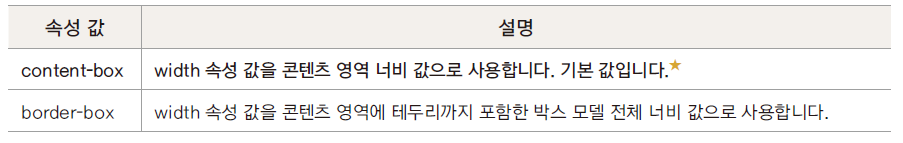 속성 값 설명
content-box width 속성 값을 콘텐츠 영역 너비 값으로 사용합니다. 기본 값입니다.★
border-box width 속성 값을 콘텐츠 영역에 테두리까지 포함한 박스 모델 전체 너비 값으로 사용합니다.